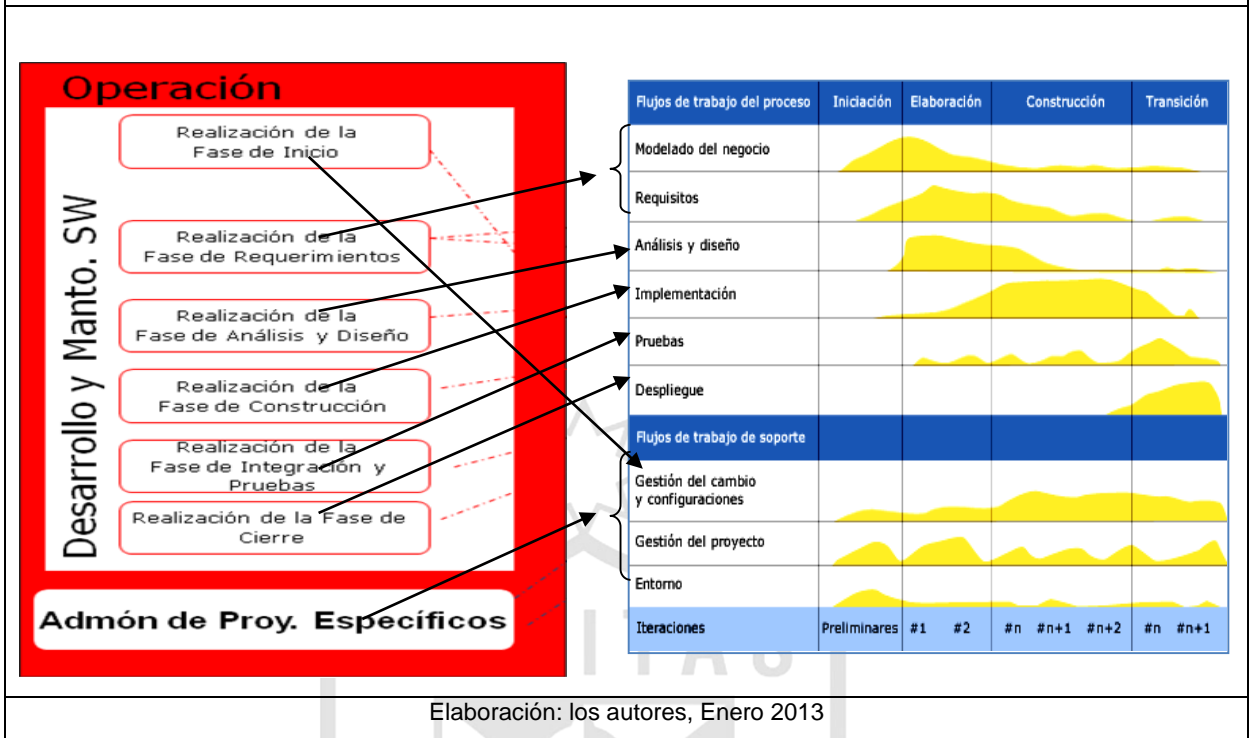 Operación
Desarrollo y Manto. SW
Realización de la
Fase de Inicio
Realización de la
Fase de Requerimientos
Realización de la
Fase de Análisis y Diseño
Realización de la
Fase de Construcción
Realización de la
Fase de Integración y
Pruebas
Realización de la Fase de
Cierre
Admón de Proy. Específicos
Flujos de trabajo del proceso Iniciación Elaboración Construcción Transición
Modelado del negocio
Requisitos
Análisis y diseño
Implementación
Pruebas
Despliegue
Flujos de trabajo de soporte
Gestión del cambio
y configuraciones
Gestión del proyecto
Entorno
Iteraciones Preliminares #1 #2 #n #n+1 #n+2 #n #n+1
Elaboración: los autores, Enero 2013